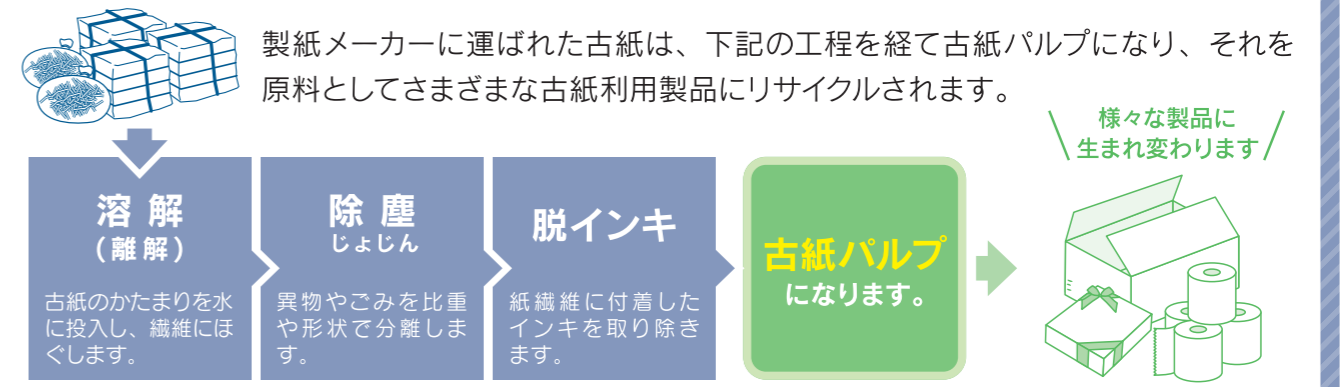 製紙メーカーに運ばれた古紙は、下記の工程を経て古紙パルプになり、それを
原料としてさまざまな古紙利用製品にリサイクルされます。
溶解
(離解)
古紙のかたまりを水
に投入し、繊維にほ
ぐします。
除塵
じょじん
異物やごみを比重
や形状で分離しま
す。
脱インキ
紙繊維に付着した
インキを取り除き
ます。
古紙パルプ
になります。
様々な製品に
生まれ変わります